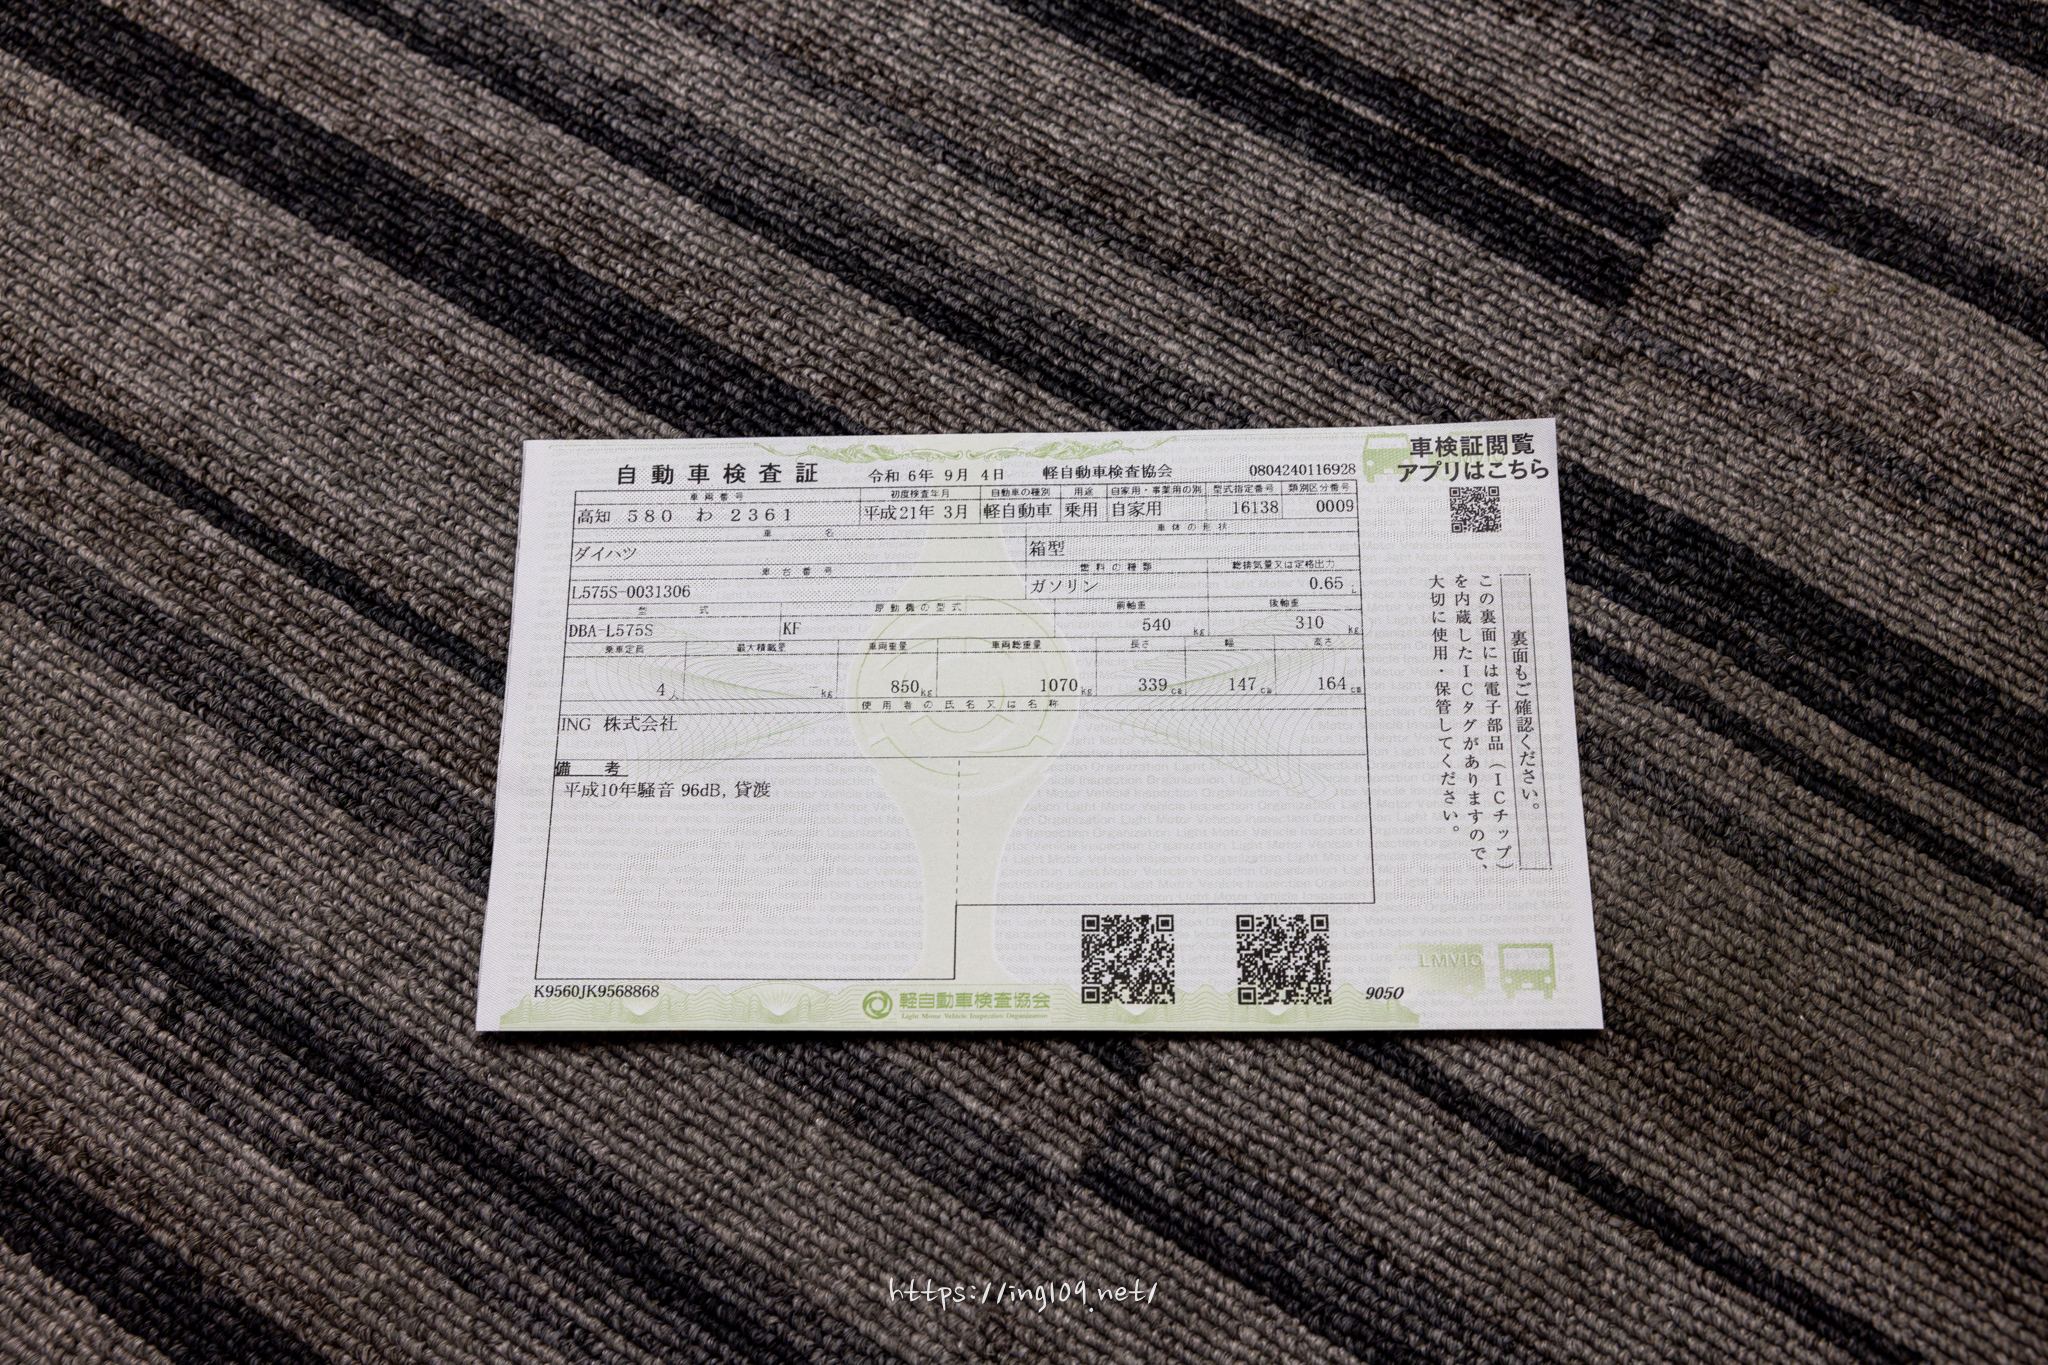 自動車検査証 令和 6年 9月 4日 軽自動車検査協会 0804240116928
車両番号 初度検査年月 自動車の種別 用途 自家用・事業用の別 型式指定番号 類別区分番号
高知 580 わ 2361 平成21年 3月 軽自動車 乗用 自家用 16138 0009
車名 車体の形状
ダイハツ 箱型
車台番号 燃料の種類 総排気量又は定格出力
L575S-0031306 ガソリン 0.65 L
型式 原動機の型式 前軸重 後軸重
DBA-L575S KF 540 kg 310 kg
乗車定員 最大積載量 車両重量 車両総重量 長さ 幅 高さ
4人 - kg 850 kg 1070 kg 339 cm 147 cm 164 cm
使用者の氏名又は名称
ING 株式会社
備考
平成10年騒音 96dB, 貸渡
K9560JK9568868
軽自動車検査協会
Light Motor Vehicle Inspection Organization
9050
車検証閲覧
アプリはこちら
裏面もご確認ください。
この裏面には電子部品（ICチップ）
を内蔵したICタグがありますので、
大切に使用・保管してください。
LMVIO
https://ing109.net/